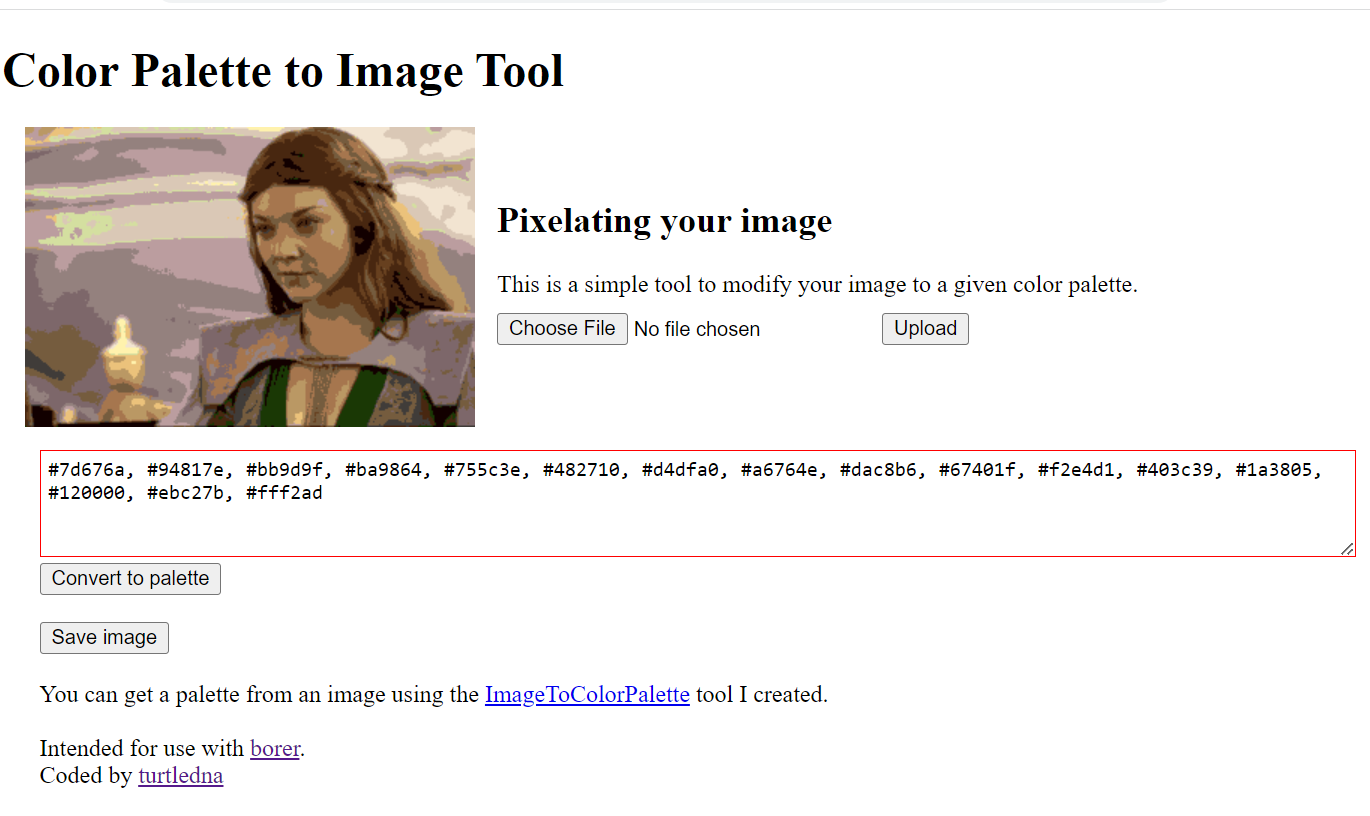 Color Palette to Image Tool
Pixelating your image
This is a simple tool to modify your image to a given color palette.
Choose File No file chosen Upload
#7d676a, #94817e, #bb9d9f, #ba9864, #755c3e, #482710, #d4dfa0, #a6764e, #dac8b6, #67401f, #f2e4d1, #403c39, #1a3805,
#120000, #ebc27b, #fff2ad
Convert to palette
Save image
You can get a palette from an image using the ImageToColorPalette tool I created.
Intended for use with borer.
Coded by turtledna